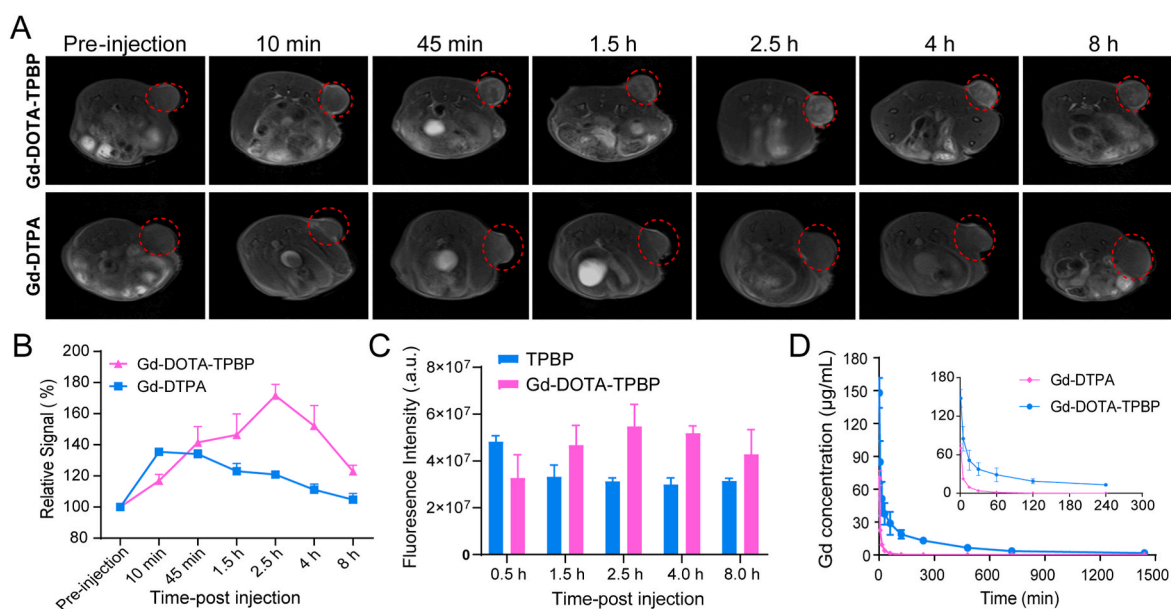 A
Pre-injection 10 min 45 min 1.5 h 2.5 h 4 h 8 h
Gd-DOTA-TPBP
Gd-DTPA
B
Relative Signal ( %)
200
180
160
140
120
100
80
Gd-DOTA-TPBP
Gd-DTPA
Pre-injection 10 min 45 min 1.5 h 2.5 h 4 h 8 h
Time-post injection
C
Fluoresence Intensity (.a.u.)
8×10⁷
6×10⁷
4×10⁷
2×10⁷
0
TPBP
Gd-DOTA-TPBP
0.5 h 1.5 h 2.5 h 4.0 h 8.0 h
Time-post injection
D
Gd concentration (μg/mL)
180
150
120
90
60
30
0
180
120
60
0
0 60 120 180 240 300
Gd-DTPA
Gd-DOTA-TPBP
0 300 600 900 1200 1500
Time (min)